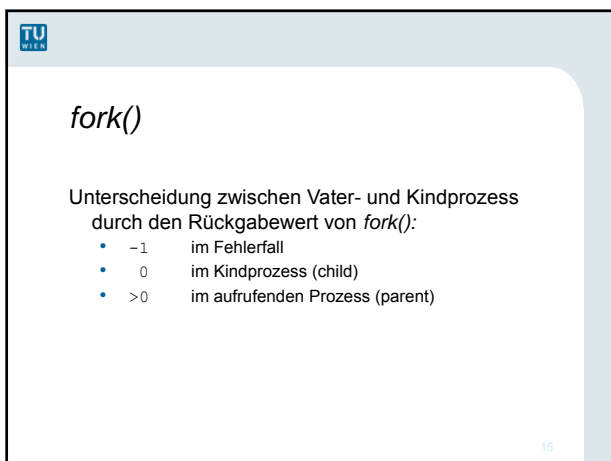 TU
WIEN
fork()
Unterscheidung zwischen Vater- und Kindprozess
durch den Rückgabewert von fork():
• -1 im Fehlerfall
• 0 im Kindprozess (child)
• >0 im aufrufenden Prozess (parent)
15